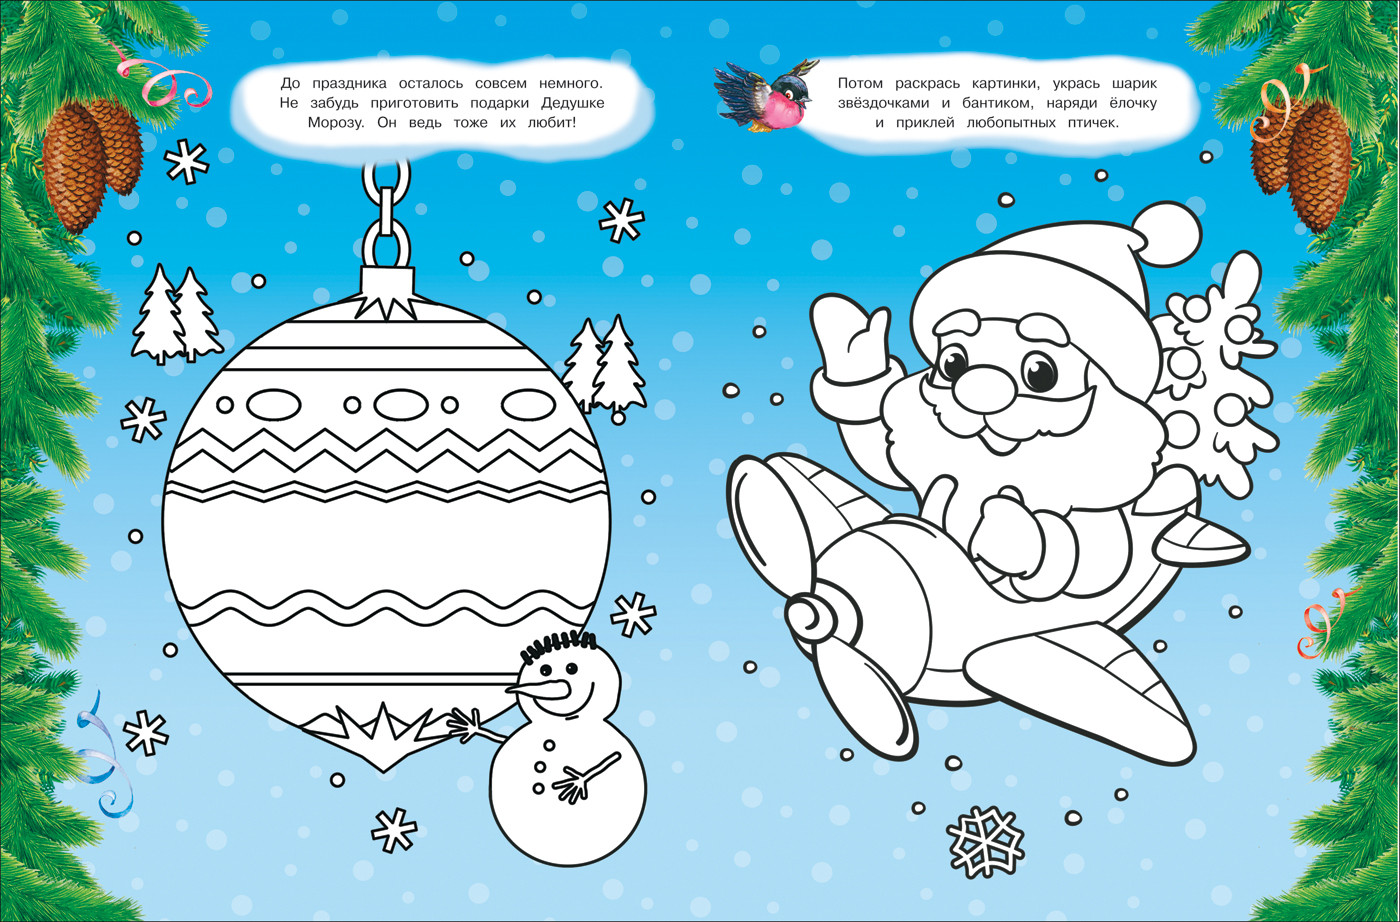 До праздника осталось совсем немного.
Не забудь приготовить подарки Дедушке
Морозу. Он ведь тоже их любит!
Потом раскрась картинки, укрась шарик
звёздочками и бантиком, наряди ёлочку
и приклей любопытных птичек.